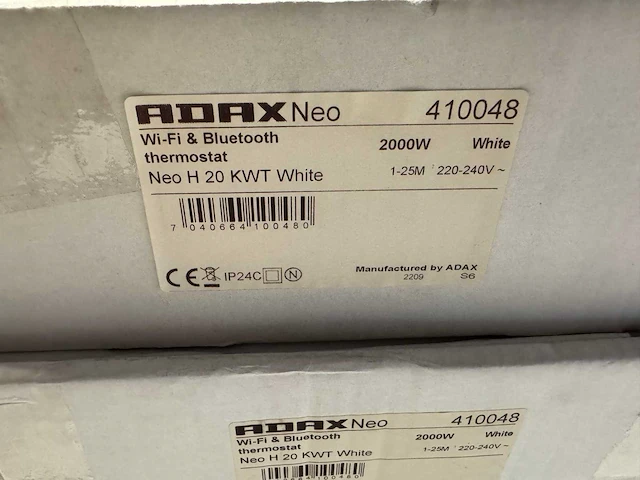 ADAX Neo 410048
Wi-Fi & Bluetooth thermostat 2000W White
Neo H 20 KWT White 1-25M 220-240V ~
7 040664 100480
CE IP24C N Manufactured by ADAX
2209 S6
ADAX Neo 410048
Wi-Fi & Bluetooth thermostat 2000W White
Neo H 20 KWT White 1-25M 220-240V ~